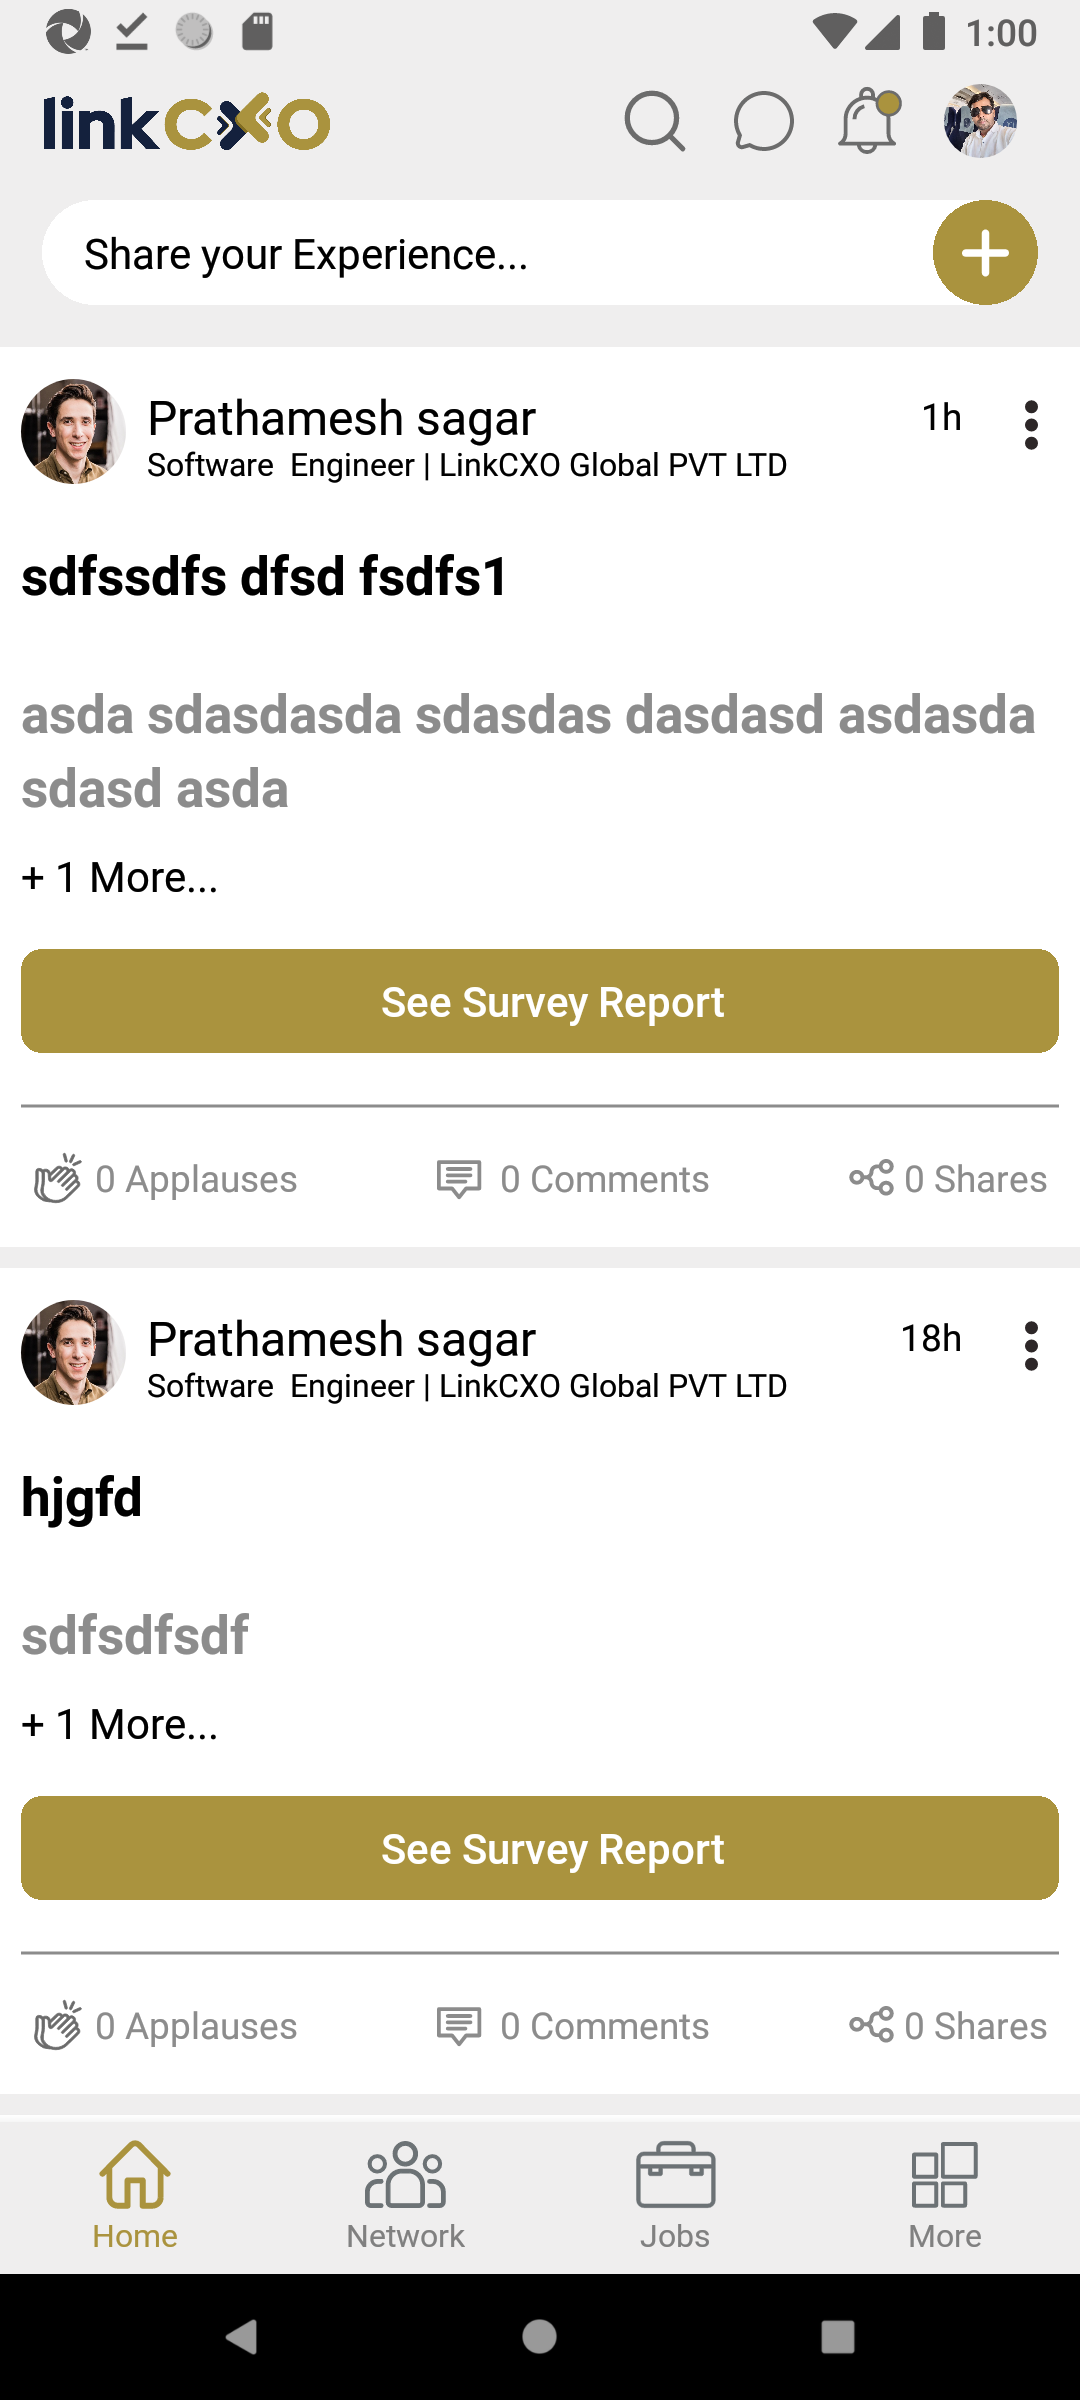 1:00
linkCXO
Share your Experience...
Prathamesh sagar
1h
Software  Engineer | LinkCXO Global PVT LTD
sdfssdfs dfsd fsdfs1
asda sdasdasda sdasdas dasdasd asdasda
sdasd asda
+ 1 More...
See Survey Report
0 Applauses
0 Comments
0 Shares
Prathamesh sagar
18h
Software  Engineer | LinkCXO Global PVT LTD
hjgfd
sdfsdfsdf
+ 1 More...
See Survey Report
0 Applauses
0 Comments
0 Shares
Home
Network
Jobs
More